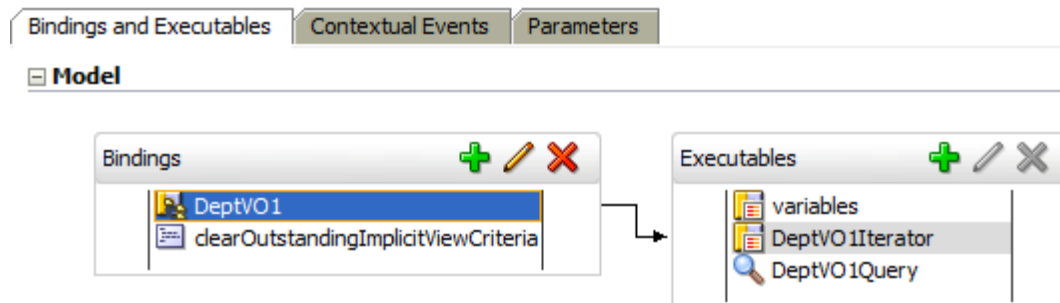 Bindings and Executables Contextual Events Parameters
Model
Bindings Executables
DeptVO1 variables
clearOutstandingImplicitViewCriteria DeptVO1Iterator
DeptVO1Query